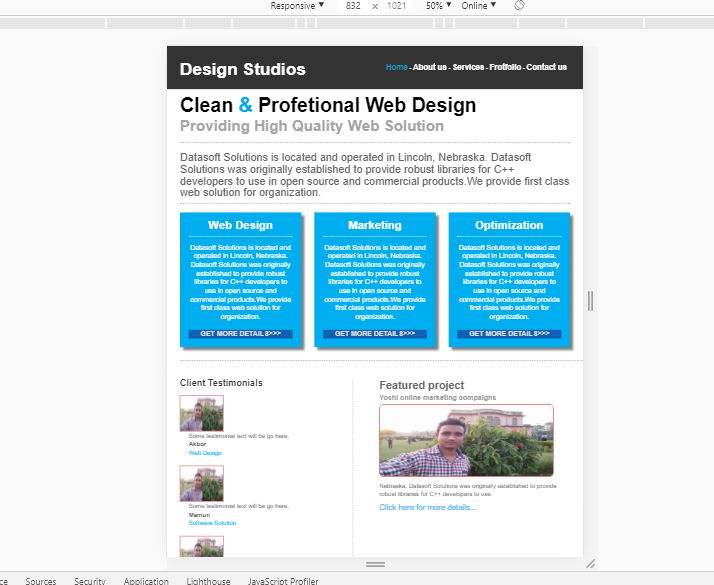 Responsive ▼ 832 × 1021 50% ▼ Online ▼
Design Studios
Home - About us - Services - Frotfolio - Contact us
Clean & Profetional Web Design
Providing High Quality Web Solution
Datasoft Solutions is located and operated in Lincoln, Nebraska. Datasoft
Solutions was originally established to provide robust libraries for C++
developers to use in open source and commercial products.We provide first class
web solution for organization.
Web Design
Datasoft Solutions is located and
operated in Lincoln, Nebraska.
Datasoft Solutions was originally
established to provide robust
libraries for C++ developers to
use in open source and
commercial products.We provide
first class web solution for
organization.
GET MORE DETAILS>>>
Marketing
Datasoft Solutions is located and
operated in Lincoln, Nebraska.
Datasoft Solutions was originally
established to provide robust
libraries for C++ developers to
use in open source and
commercial products.We provide
first class web solution for
organization.
GET MORE DETAILS>>>
Optimization
Datasoft Solutions is located and
operated in Lincoln, Nebraska.
Datasoft Solutions was originally
established to provide robust
libraries for C++ developers to
use in open source and
commercial products.We provide
first class web solution for
organization.
GET MORE DETAILS>>>
Client Testimonials
Some testimonial text will be go here.
Akbor
Web Design
Some testimonial text will be go here.
Mamun
Software Solution
Featured project
Yoshi online marketing compaigns
Nebraska. Datasoft Solutions was originally established to provide
robust libraries for C++ developers to use.
Click here for more details...
ce Sources Security Application Lighthouse JavaScript Profiler